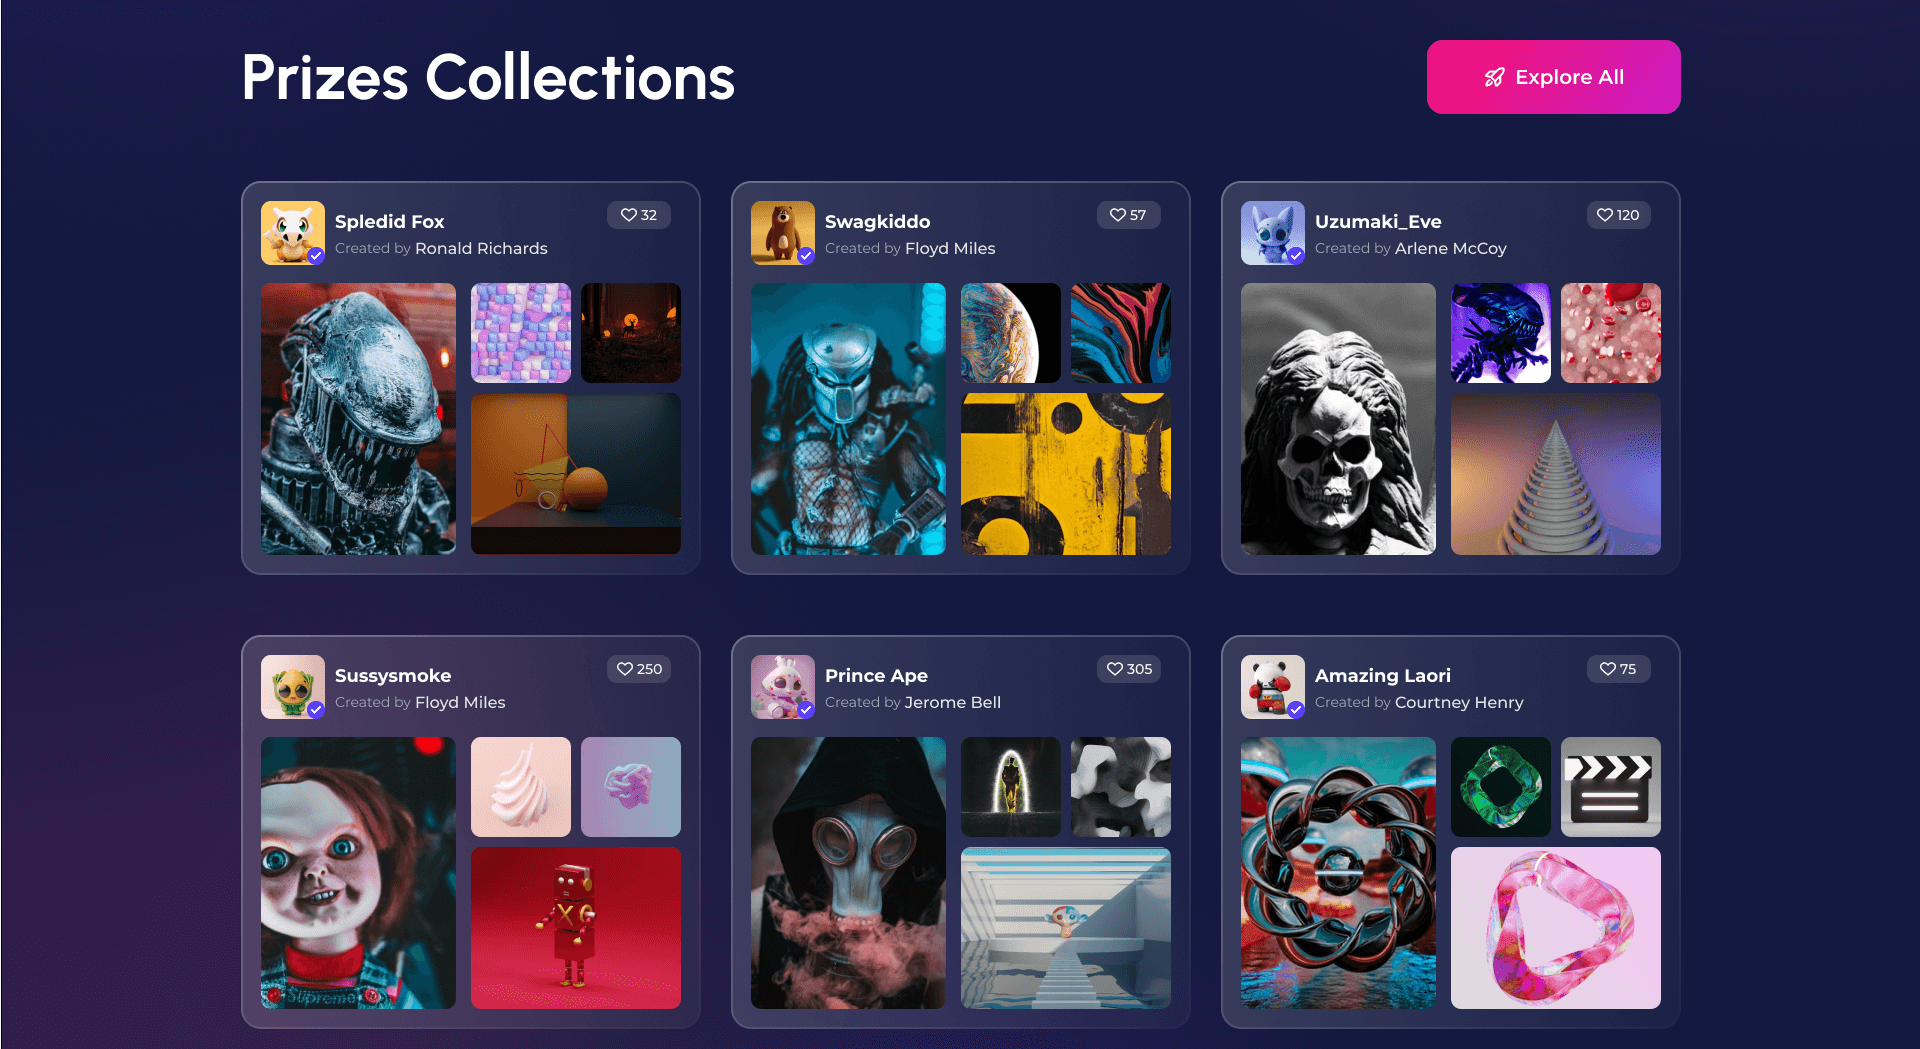 Prizes Collections
Explore All
Spledid Fox
32
Created by Ronald Richards
Swagkiddo
57
Created by Floyd Miles
Uzumaki_Eve
120
Created by Arlene McCoy
Sussysmoke
250
Created by Floyd Miles
Supreme
XO
Prince Ape
305
Created by Jerome Bell
Amazing Laori
75
Created by Courtney Henry